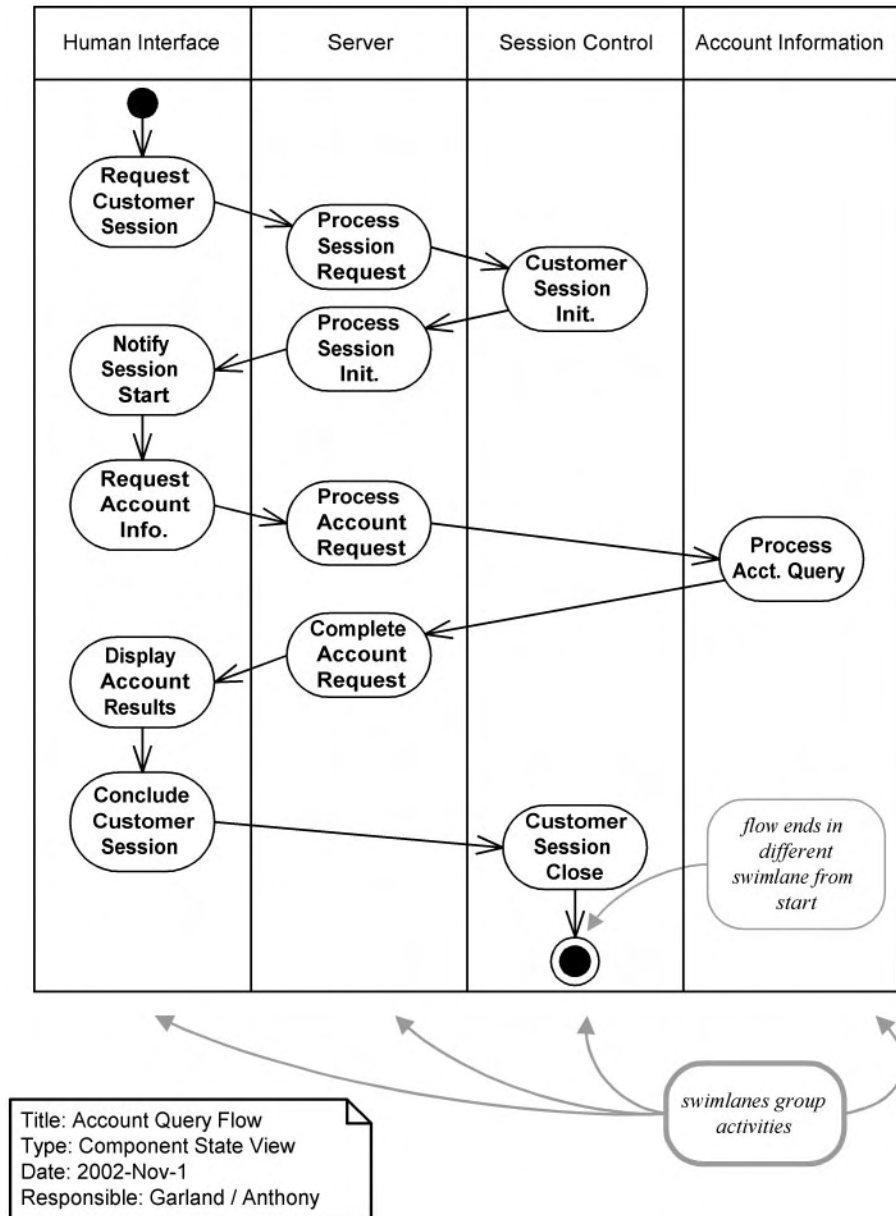 Human Interface
Server
Session Control
Account Information
Request
Customer
Session
Process
Session
Request
Customer
Session
Init.
Process
Session
Init.
Notify
Session
Start
Request
Account
Info.
Process
Account
Request
Process
Acct. Query
Complete
Account
Request
Display
Account
Results
Conclude
Customer
Session
Customer
Session
Close
flow ends in
different
swimlane from
start
swimlanes group
activities
Title: Account Query Flow
Type: Component State View
Date: 2002-Nov-1
Responsible: Garland / Anthony